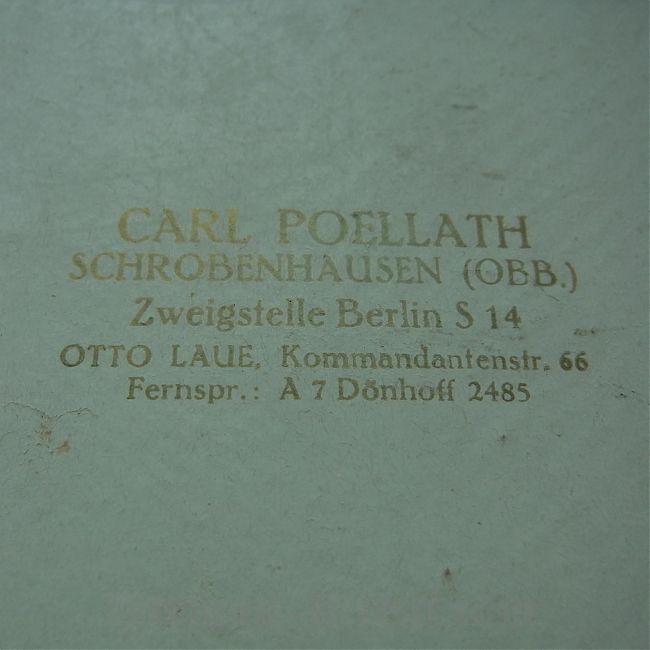 CARL POELLATH
SCHROBENHAUSEN (OBB.)
Zweigstelle Berlin S 14
OTTO LAUE, Kommandantenstr. 66
Fernspr.: A 7 Dönhoff 2485